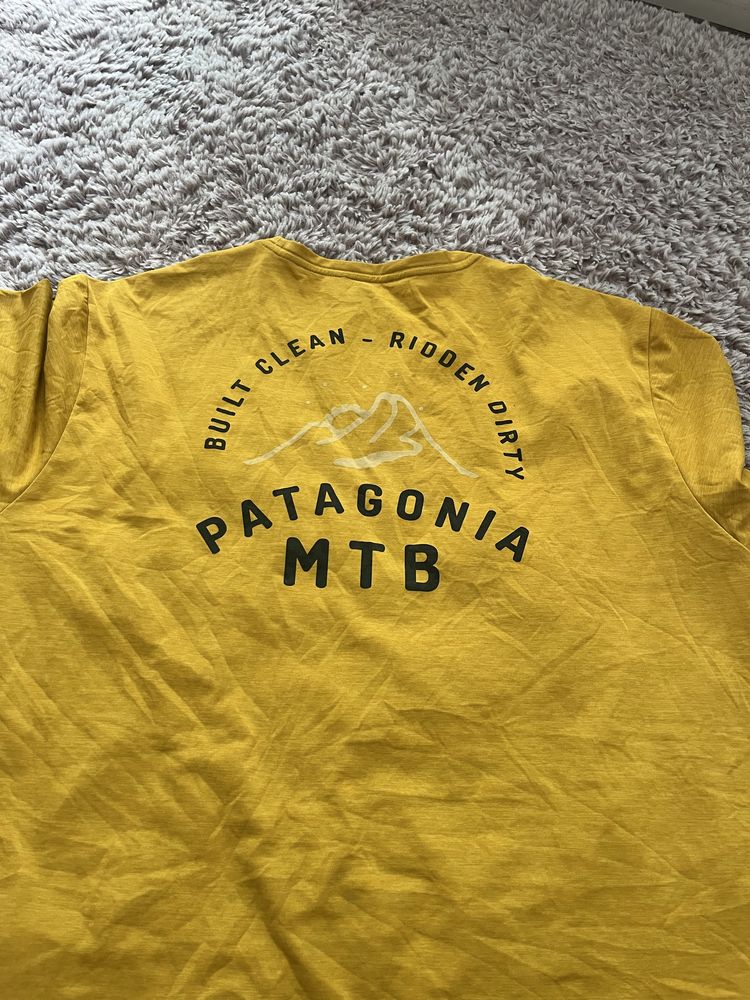 BUILT CLEAN - RIDDEN DIRTY
PATAGONIA
MTB